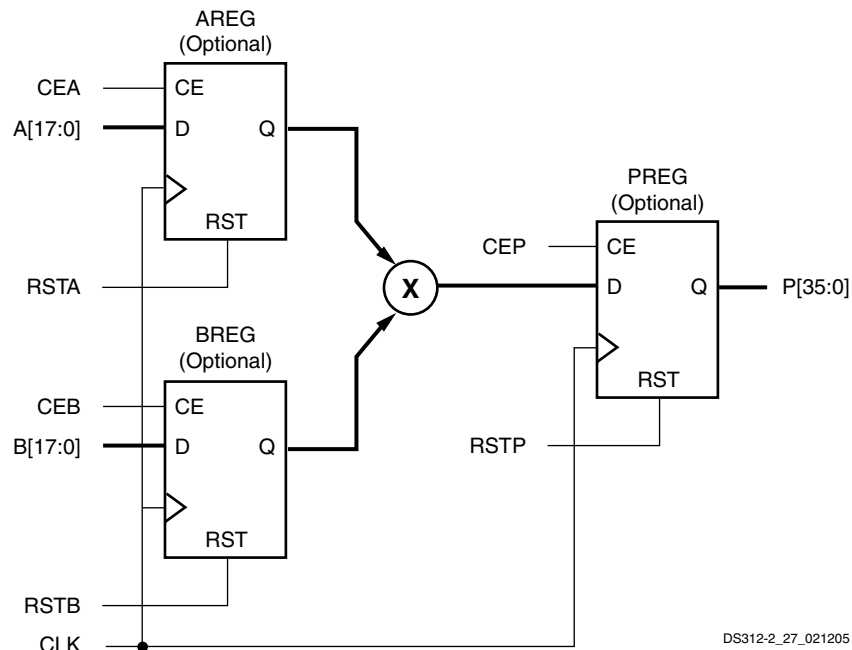 AREG
(Optional)
CEA
CE
A[17:0]
D
Q
RST
RSTA
PREG
(Optional)
CEP
CE
D
Q
P[35:0]
X
RST
RSTP
BREG
(Optional)
CEB
CE
B[17:0]
D
Q
RST
RSTB
CLK
DS312-2_27_021205